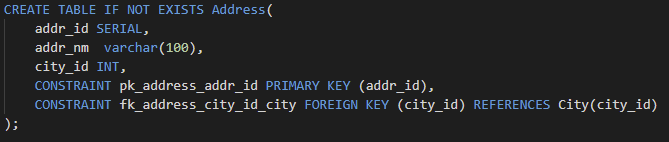 CREATE TABLE IF NOT EXISTS Address(
    addr_id SERIAL,
    addr_nm  varchar(100),
    city_id INT,
    CONSTRAINT pk_address_addr_id PRIMARY KEY (addr_id),
    CONSTRAINT fk_address_city_id_city FOREIGN KEY (city_id) REFERENCES City(city_id)
);